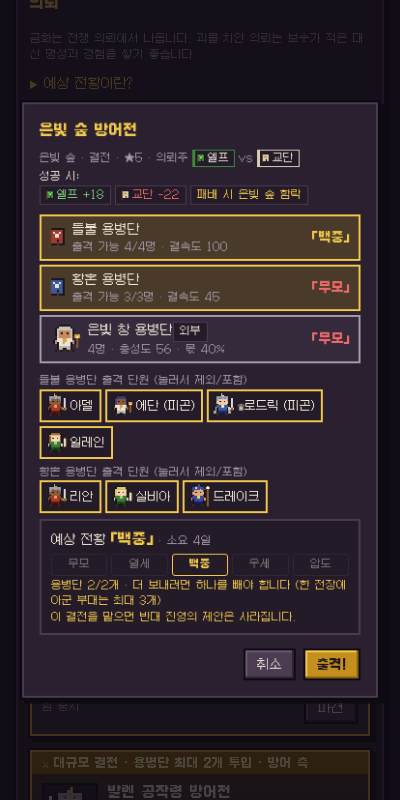 의뢰
금화는 전쟁 의뢰에서 나옵니다. 괴물 치인 의뢰는 보수가 적은 대
신 명성과 경험을 쌓기 좋습니다.
▶ 예상 전황이란?
은빛 숲 방어전
은빛 숲 · 결전 · ★5 · 의뢰주 엘프 vs 교단
성공 시:
엘프 +18 교단 -22 패배 시 은빛 숲 함락
들불 용병단
출격 가능 4/4명 · 결속도 100
「백중」
황혼 용병단
출격 가능 3/3명 · 결속도 45
「무모」
은빛 창 용병단 외부
4명 · 충성도 56 · 몫 40%
「무모」
들불 용병단 출격 단원 (눌러서 제외/포함)
아델 에단 (피곤) 로드릭 (피곤)
일레인
황혼 용병단 출격 단원 (눌러서 제외/포함)
리안 실비아 드레이크
예상 전황 「백중」 · 소요 4일
무모 열세 백중 우세 압도
용병단 2/2개 · 더 보내려면 하나를 빼야 합니다 (한 전장에
아군 부대는 최대 3개)
이 결전을 맡으면 반대 진영의 제안은 사라집니다.
취소 출격!
파견
대규모 결전 · 용병단 최대 2개 투입 · 방어 측
발렌 공작령 방어전